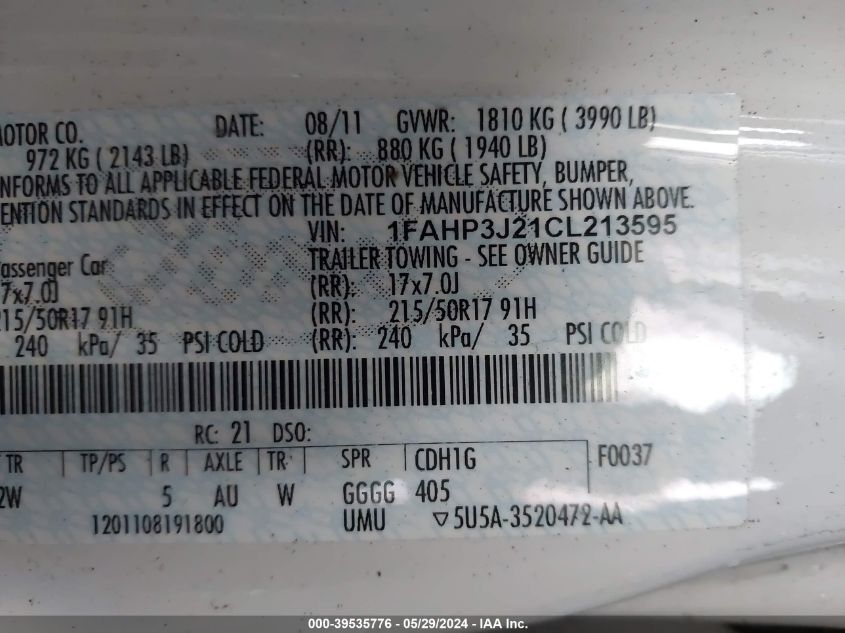 MOTOR CO. DATE: 08/11 GVWR: 1810 KG ( 3990 LB)
972 KG ( 2143 LB) (RR): 880 KG ( 1940 LB)
NFORMS TO ALL APPLICABLE FEDERAL MOTOR VEHICLE SAFETY, BUMPER,
ENTION STANDARDS IN EFFECT ON THE DATE OF MANUFACTURE SHOWN ABOVE.
VIN: 1FAHP3J21CL213595
Passenger Car TRAILER TOWING - SEE OWNER GUIDE
7x7.0J (RR): 17x7.0J
215/50R17 91H (RR): 215/50R17 91H
240 kPa/ 35 PSI COLD (RR): 240 kPa/ 35 PSI COLD
RC: 21 DSO:
TR TP/PS R AXLE TR SPR CDH1G F0037
2W 5 AU W GGGG 405
1201108191800 UMU ▽5U5A-3520472-AA
000-39535776 - 05/29/2024 - IAA Inc.